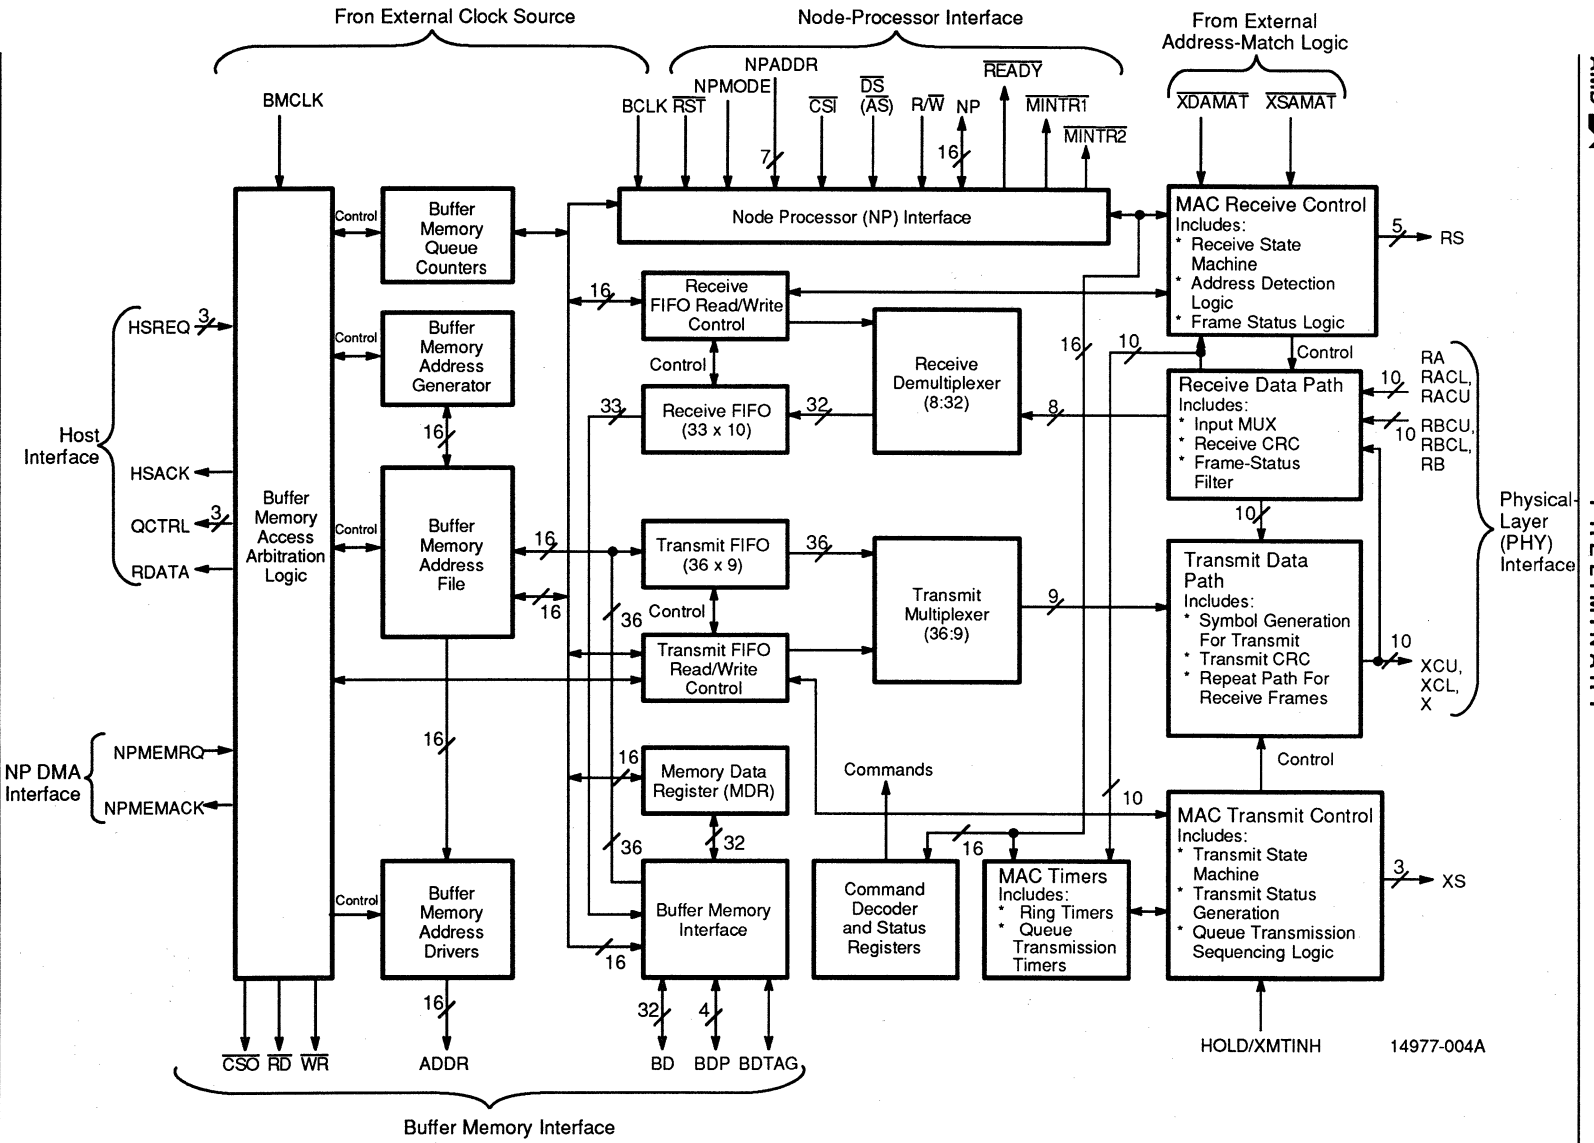 Fron External Clock Source
Node-Processor Interface
From External
Address-Match Logic
BMCLK
BCLK
RST
NPMODE
NPADDR
7
CSI
DS
(AS)
R/W
NP
16
READY
MINTR1
MINTR2
XDAMAT
XSAMAT
Node Processor (NP) Interface
MAC Receive Control
Includes:
* Receive State
Machine
* Address Detection
Logic
* Frame Status Logic
5
RS
Control
Buffer
Memory
Queue
Counters
Control
Buffer
Memory
Address
Generator
16
Host
Interface
HSREQ
3
HSACK
QCTRL
3
RDATA
Buffer
Memory
Access
Arbitration
Logic
Control
Buffer
Memory
Address
File
16
16
16
Receive
FIFO Read/Write
Control
Control
Receive FIFO
(33 x 10)
33
32
Receive
Demultiplexer
(8:32)
8
16
10
Control
Receive Data Path
Includes:
* Input MUX
* Receive CRC
* Frame-Status
Filter
10
10
RA
RACL,
RACU
RBCU,
RBCL,
RB
Physical-
Layer
(PHY)
Interface
10
Transmit FIFO
(36 x 9)
36
Control
36
Transmit FIFO
Read/Write
Control
Transmit
Multiplexer
(36:9)
9
Transmit Data
Path
Includes:
* Symbol Generation
For Transmit
* Transmit CRC
* Repeat Path For
Receive Frames
10
XCU,
XCL,
X
16
NP DMA
Interface
NPMEMRQ
NPMEMACK
16
Memory Data
Register (MDR)
32
36
Commands
10
Control
MAC Transmit Control
Includes:
* Transmit State
Machine
* Transmit Status
Generation
* Queue Transmission
Sequencing Logic
3
XS
Control
Buffer
Memory
Address
Drivers
Buffer Memory
Interface
16
16
Command
Decoder
and Status
Registers
MAC Timers
Includes:
* Ring Timers
* Queue
Transmission
Timers
16
32
4
CSO
RD
WR
ADDR
BD
BDP
BDTAG
HOLD/XMTINH
14977-004A
Buffer Memory Interface